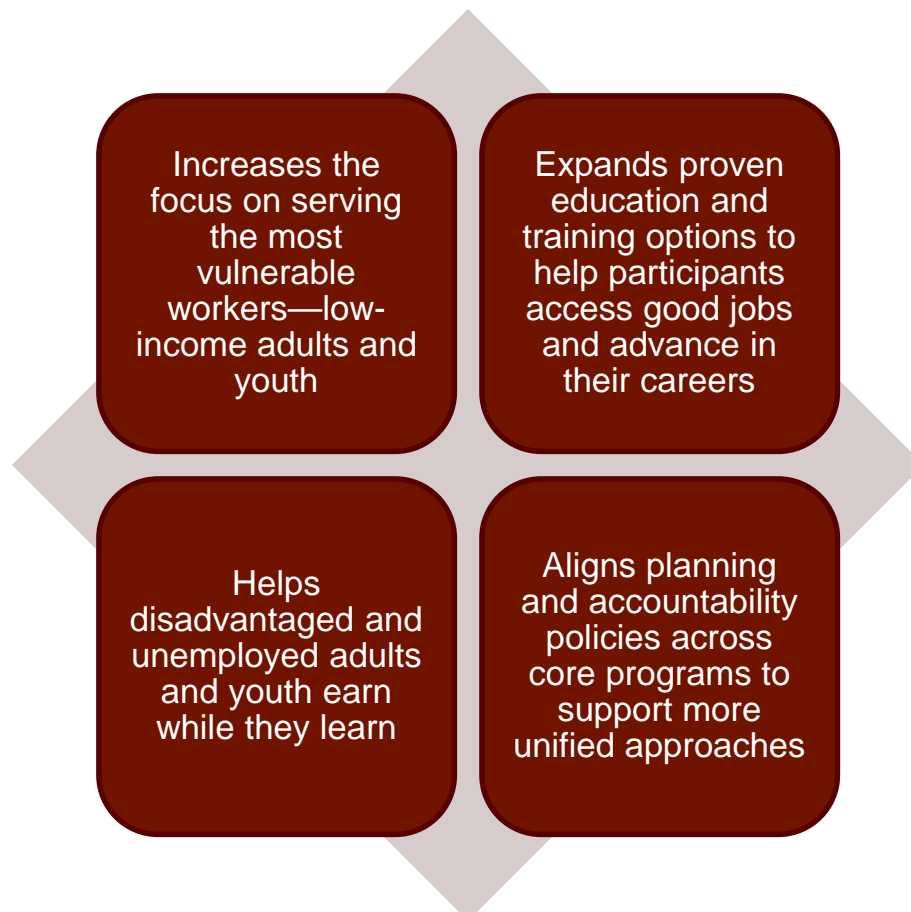 Increases the
focus on serving
the most
vulnerable
workers—low-
income adults and
youth
Expands proven
education and
training options to
help participants
access good jobs
and advance in
their careers
Helps
disadvantaged and
unemployed adults
and youth earn
while they learn
Aligns planning
and accountability
policies across
core programs to
support more
unified approaches